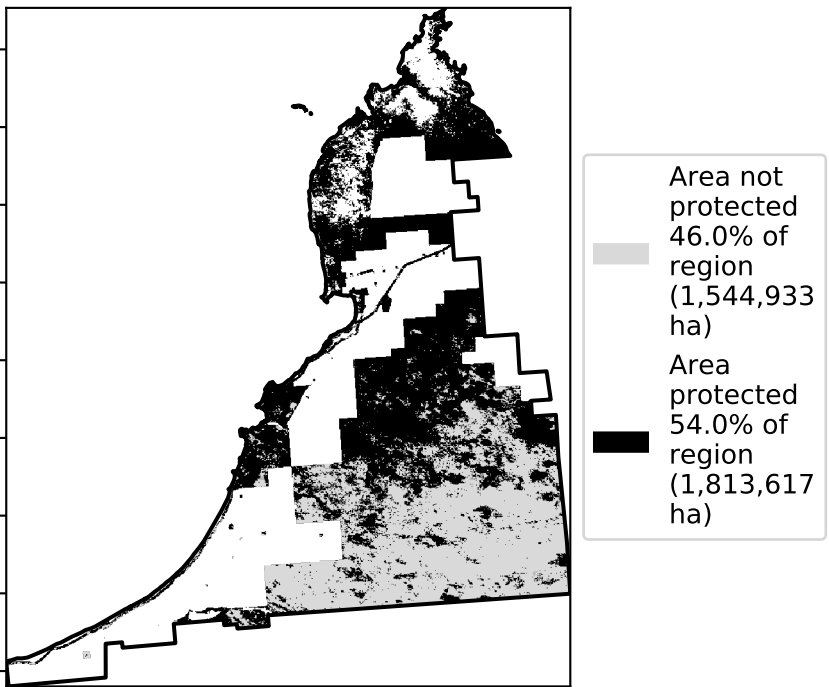 Area not
protected
46.0% of
region
(1,544,933
ha)
Area
protected
54.0% of
region
(1,813,617
ha)